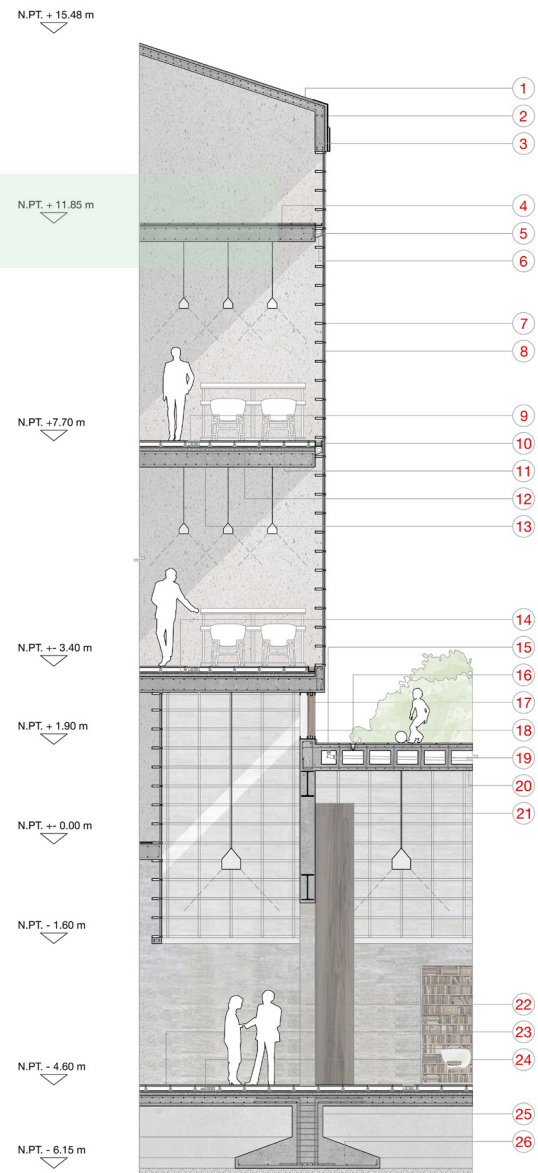 N.PT. + 15.48 m
1
2
3
N.PT. + 11.85 m
4
5
6
7
8
9
N.PT. +7.70 m
10
11
12
13
14
N.PT. +- 3.40 m
15
16
17
N.PT. + 1.90 m
18
19
20
21
N.PT. +- 0.00 m
N.PT. - 1.60 m
22
23
24
N.PT. - 4.60 m
25
26
N.PT. - 6.15 m